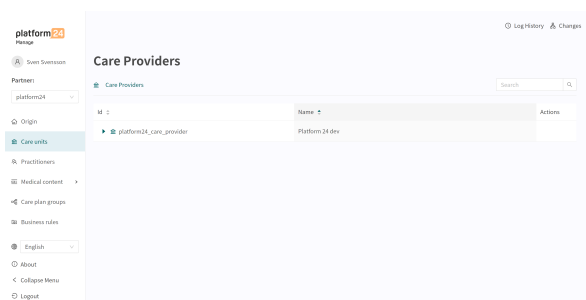 Log History
Changes
platform24
Manage
Sven Svensson
Partner:
platform24
Origin
Care units
Practitioners
Medical content
Care plan groups
Business rules
English
About
Collapse Menu
Logout
Care Providers
Care Providers
Search
Id
Name
Actions
platform24_care_provider
Platform 24 dev